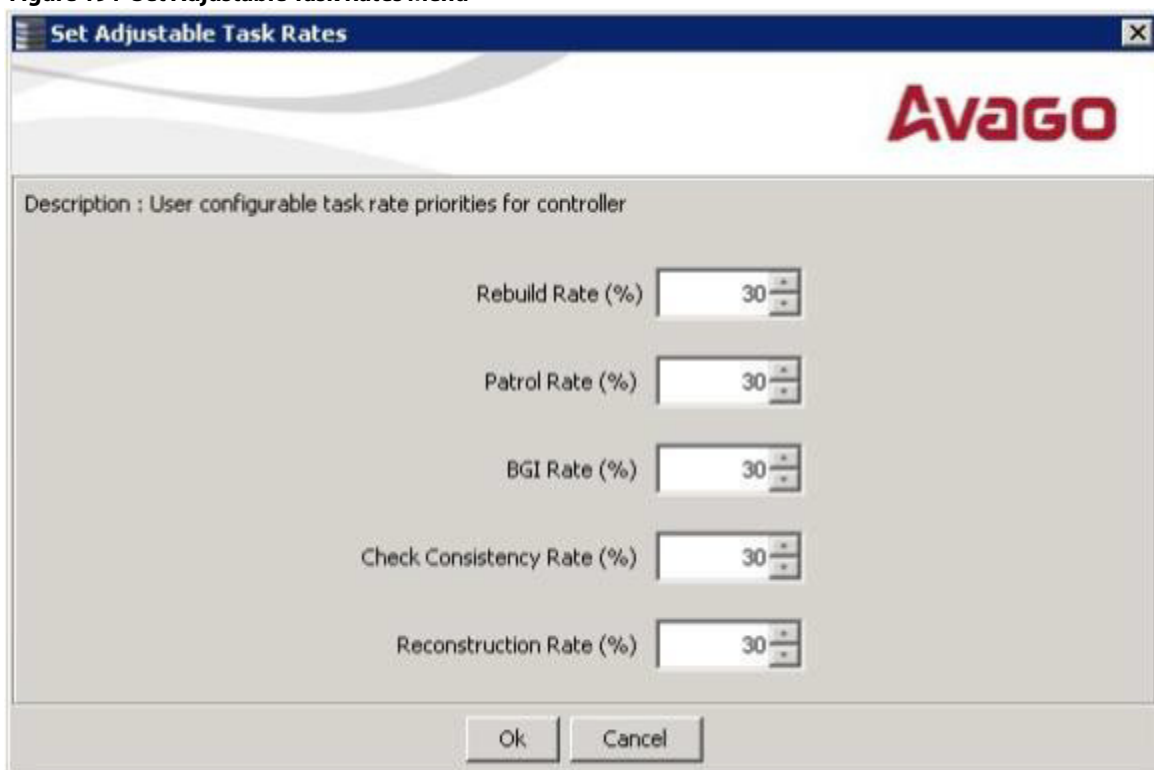 Set Adjustable Task Rates
Avago
Description : User configurable task rate priorities for controller
Rebuild Rate (%) 30
Patrol Rate (%) 30
BGI Rate (%) 30
Check Consistency Rate (%) 30
Reconstruction Rate (%) 30
Ok Cancel